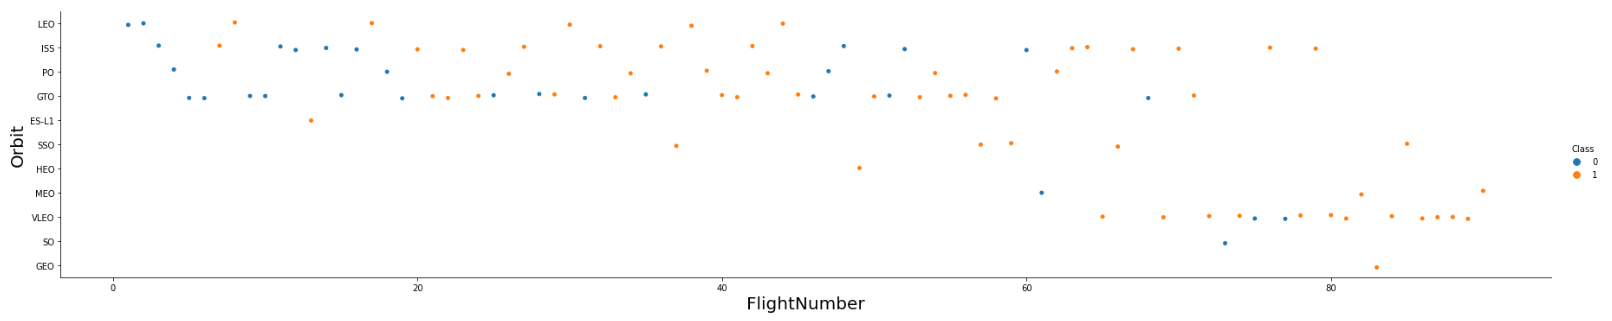 LEO
ISS
PO
GTO
ES-L1
SSO
HEO
MEO
VLEO
SO
GEO
Orbit
0 20 40 60 80
FlightNumber
Class
0
1